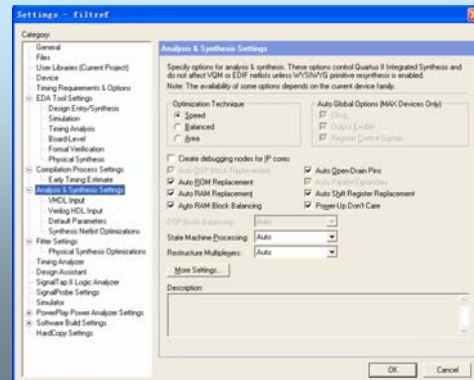 Settings - filtref
Category:
General
Files
User Libraries (Current Project)
Device
Timing Requirements & Options
EDA Tool Settings
Design Entry/Synthesis
Simulation
Timing Analysis
Board-Level
Formal Verification
Physical Synthesis
Compilation Process Settings
Early Timing Estimate
Analysis & Synthesis Settings
VHDL Input
Verilog HDL Input
Default Parameters
Synthesis Netlist Optimizations
Fitter Settings
Physical Synthesis Optimizations
Timing Analyzer
Design Assistant
SignalTap II Logic Analyzer
SignalProbe Settings
Simulator
PowerPlay Power Analyzer Settings
Software Build Settings
HardCopy Settings
Analysis & Synthesis Settings
Specify options for analysis & synthesis. These options control Quartus II Integrated Synthesis and
do not affect VQM or EDIF netlists unless WYSIWYG primitive resynthesis is enabled.
Note: The availability of some options depends on the current device family.
Optimization Technique
Speed
Balanced
Area
Auto Global Options (MAX Devices Only)
Clock
Output Enable
Register Control Signals
Create debugging nodes for IP cores
Auto DSP Block Replacement
Auto Open-Drain Pins
Auto ROM Replacement
Auto Parallel Expanders
Auto RAM Replacement
Auto Shift Register Replacement
Auto RAM Block Balancing
Power-Up Don't Care
DSP Block Balancing: Auto
State Machine Processing: Auto
Restructure Multiplexers: Auto
More Settings...
Description:
OK Cancel